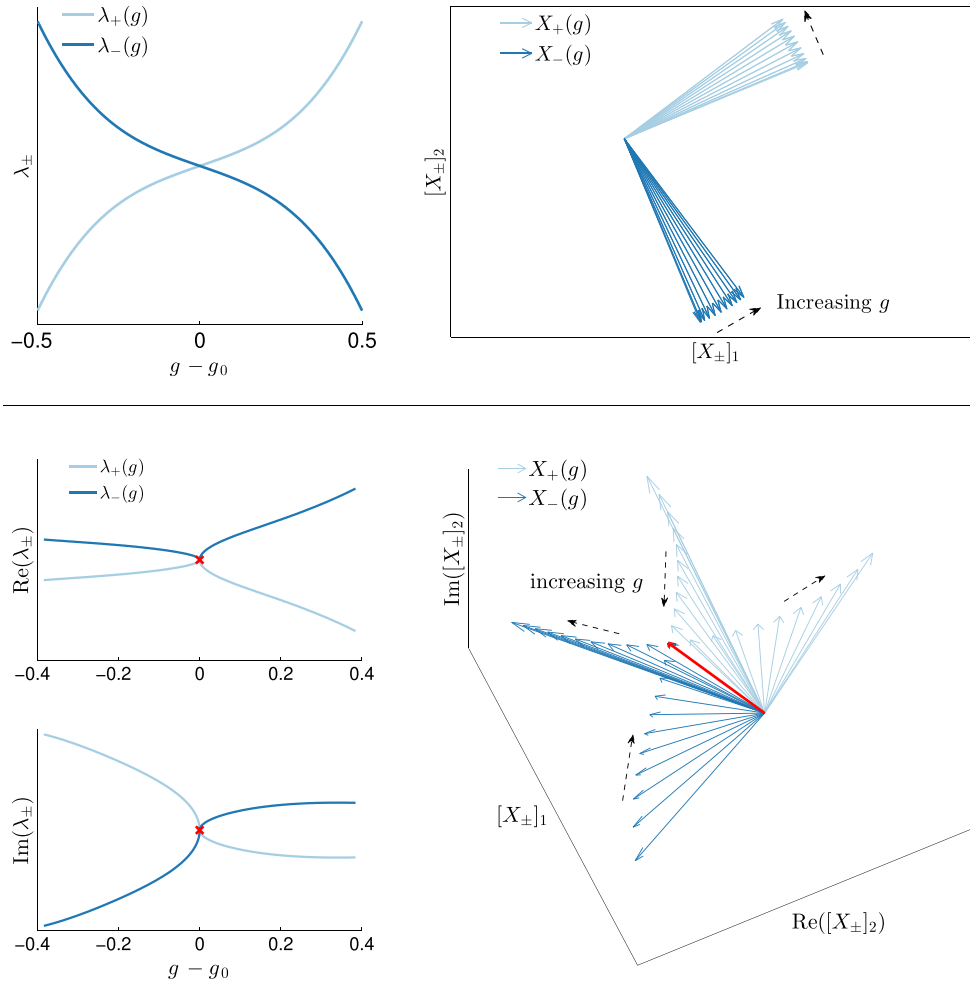 λ₊(g)
λ₋(g)
λ±
−0.5
0
0.5
g − g₀
X₊(g)
X₋(g)
[X±]₂
Increasing g
[X±]₁
λ₊(g)
λ₋(g)
Re(λ±)
−0.4
−0.2
0
0.2
0.4
Im(λ±)
−0.4
−0.2
0
0.2
0.4
g − g₀
X₊(g)
X₋(g)
Im([X±]₂)
increasing g
[X±]₁
Re([X±]₂)